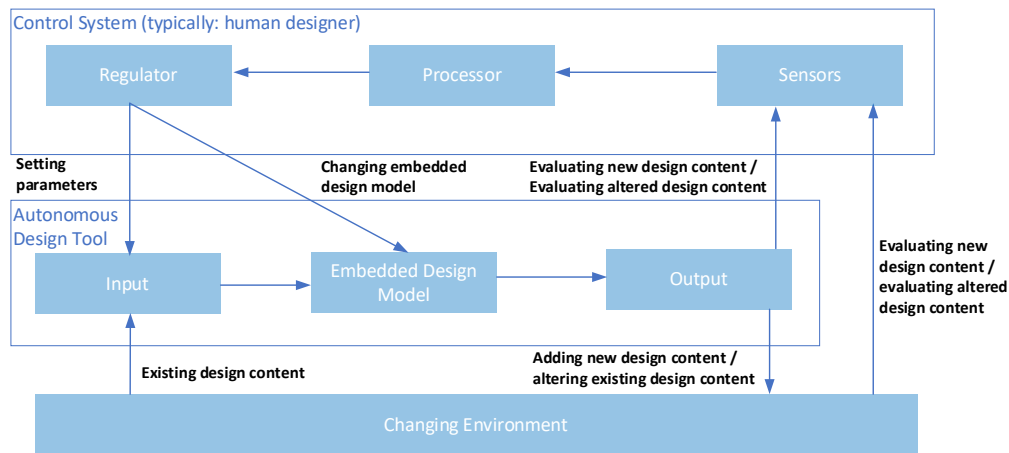 Control System (typically: human designer)
Regulator
Processor
Sensors
Setting
parameters
Changing embedded
design model
Evaluating new design content /
Evaluating altered design content
Autonomous
Design Tool
Input
Embedded Design
Model
Output
Evaluating new
design content /
evaluating altered
design content
Existing design content
Adding new design content /
altering existing design content
Changing Environment